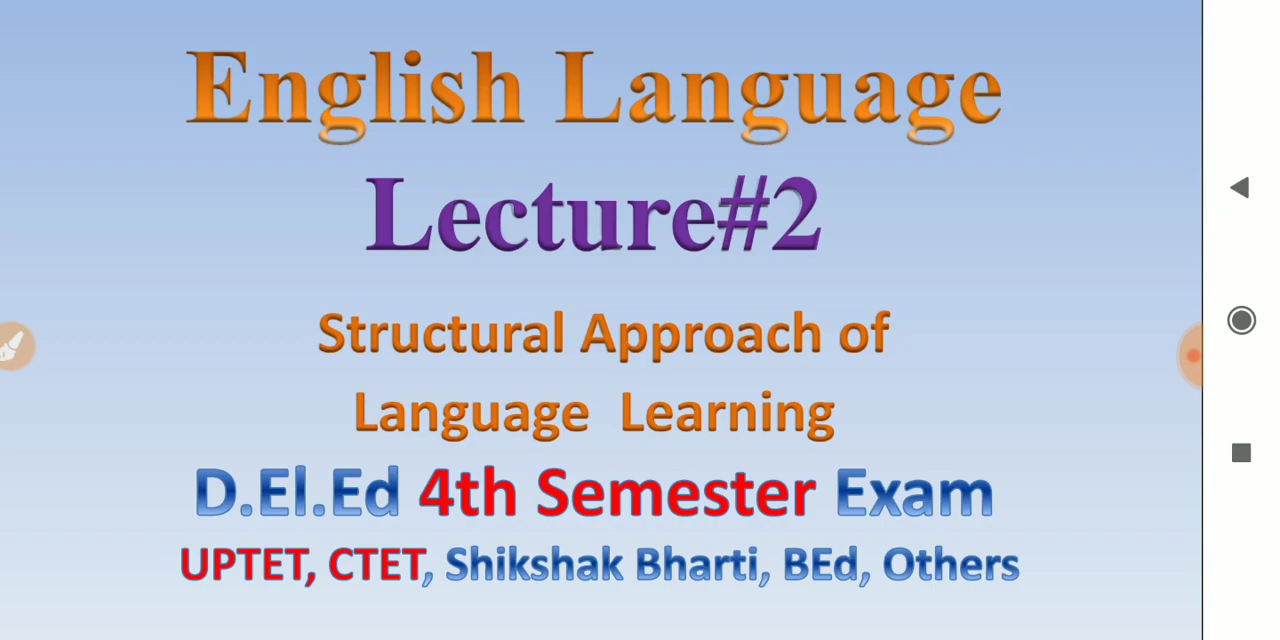 English Language
Lecture#2
Structural Approach of
Language Learning
D.El.Ed 4th Semester Exam
UPTET, CTET, Shikshak Bharti, BEd, Others